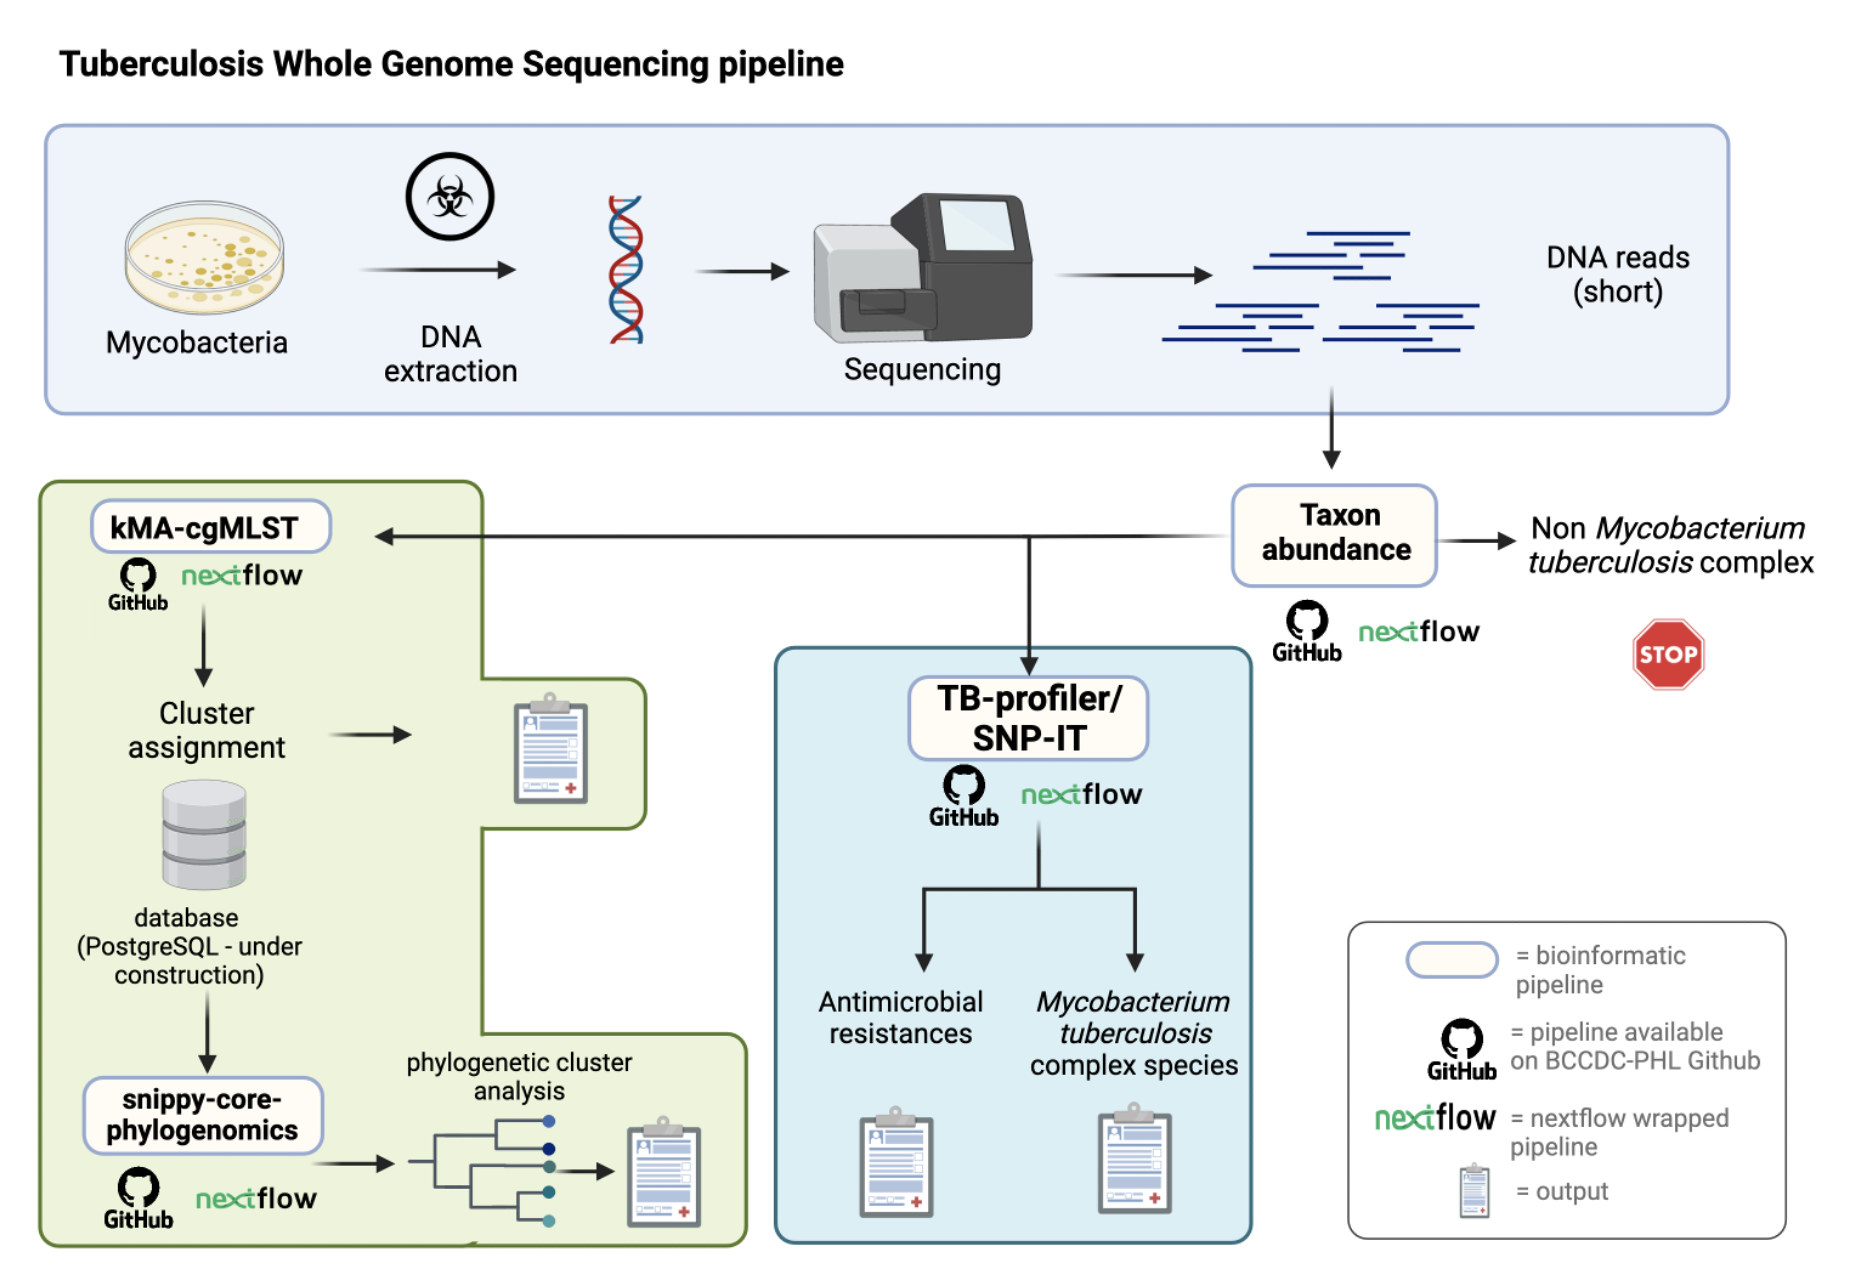 Tuberculosis Whole Genome Sequencing pipeline
Mycobacteria
DNA
extraction
Sequencing
DNA reads
(short)
Taxon
abundance
GitHub
nextflow
Non Mycobacterium
tuberculosis complex
STOP
kMA-cgMLST
GitHub
nextflow
Cluster
assignment
database
(PostgreSQL - under
construction)
snippy-core-
phylogenomics
GitHub
nextflow
phylogenetic cluster
analysis
TB-profiler/
SNP-IT
GitHub
nextflow
Antimicrobial
resistances
Mycobacterium
tuberculosis
complex species
= bioinformatic
pipeline
GitHub
= pipeline available
on BCCDC-PHL Github
nextflow
= nextflow wrapped
pipeline
= output